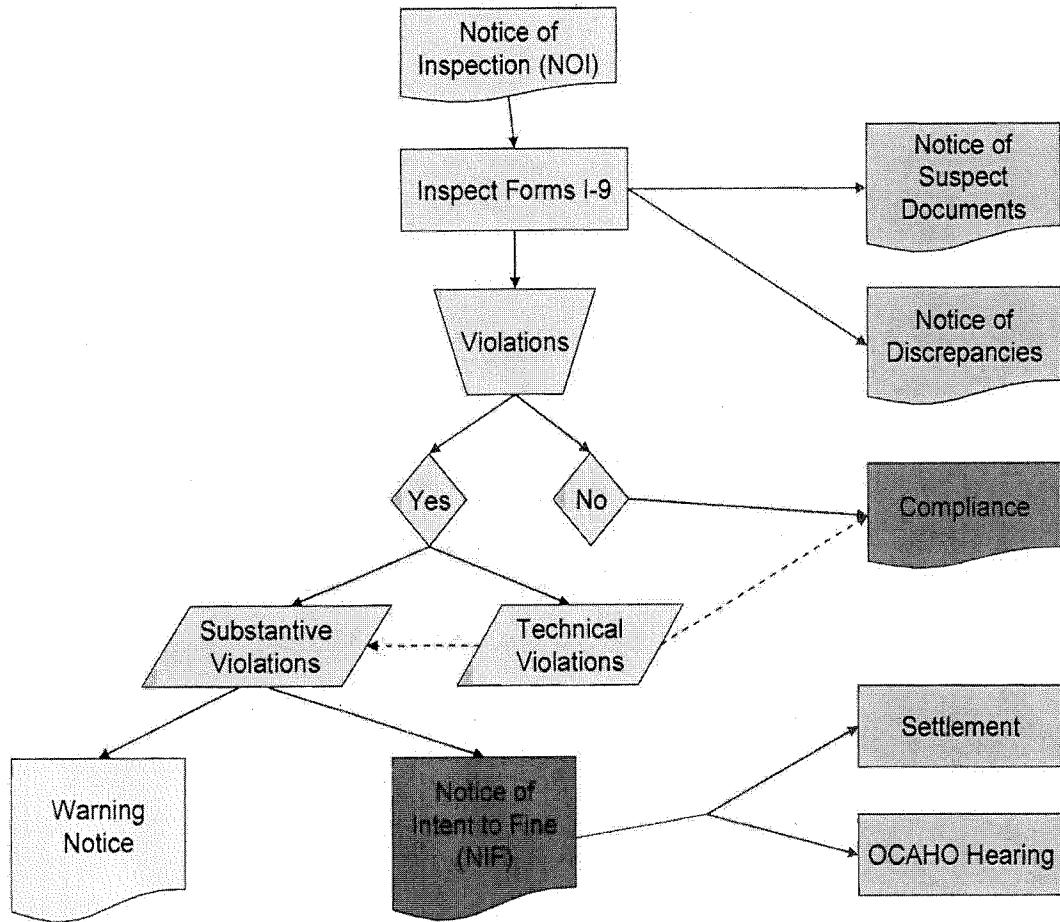 Notice of
Inspection (NOI)
Inspect Forms I-9
Notice of
Suspect
Documents
Notice of
Discrepancies
Violations
Yes
No
Compliance
Substantive
Violations
Technical
Violations
Warning
Notice
Notice of
Intent to Fine
(NIF)
Settlement
OCAHO Hearing